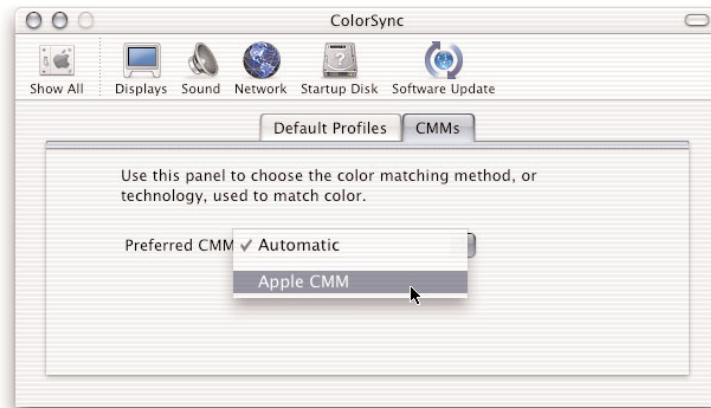 ColorSync
Show All Displays Sound Network Startup Disk Software Update
Default Profiles CMMs
Use this panel to choose the color matching method, or
technology, used to match color.
Preferred CMM ✓ Automatic
Apple CMM